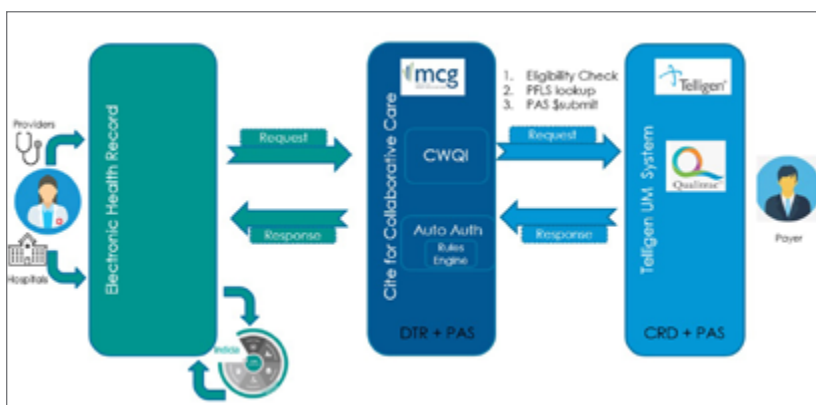 Providers
Hospitals
Electronic Health Record
Indicia
Request
Response
mcg
Cite for Collaborative Care
CWQI
Auto Auth
Rules
Engine
DTR + PAS
1. Eligibility Check
2. PFLS lookup
3. PAS $submit
Request
Response
Telligen
Telligen UM System
Qualitrac
CRD + PAS
Payer